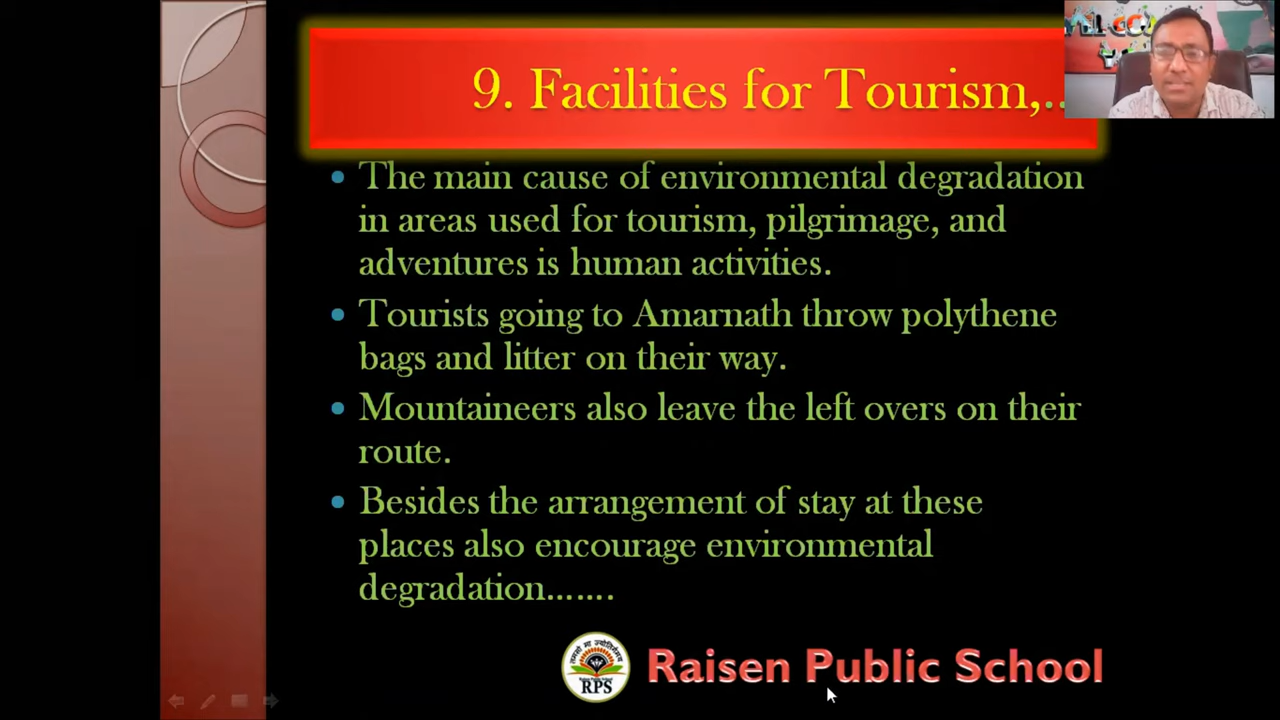 9. Facilities for Tourism,..
The main cause of environmental degradation
in areas used for tourism, pilgrimage, and
adventures is human activities.
Tourists going to Amarnath throw polythene
bags and litter on their way.
Mountaineers also leave the left overs on their
route.
Besides the arrangement of stay at these
places also encourage environmental
degradation.......
RPS
Raisen Public School